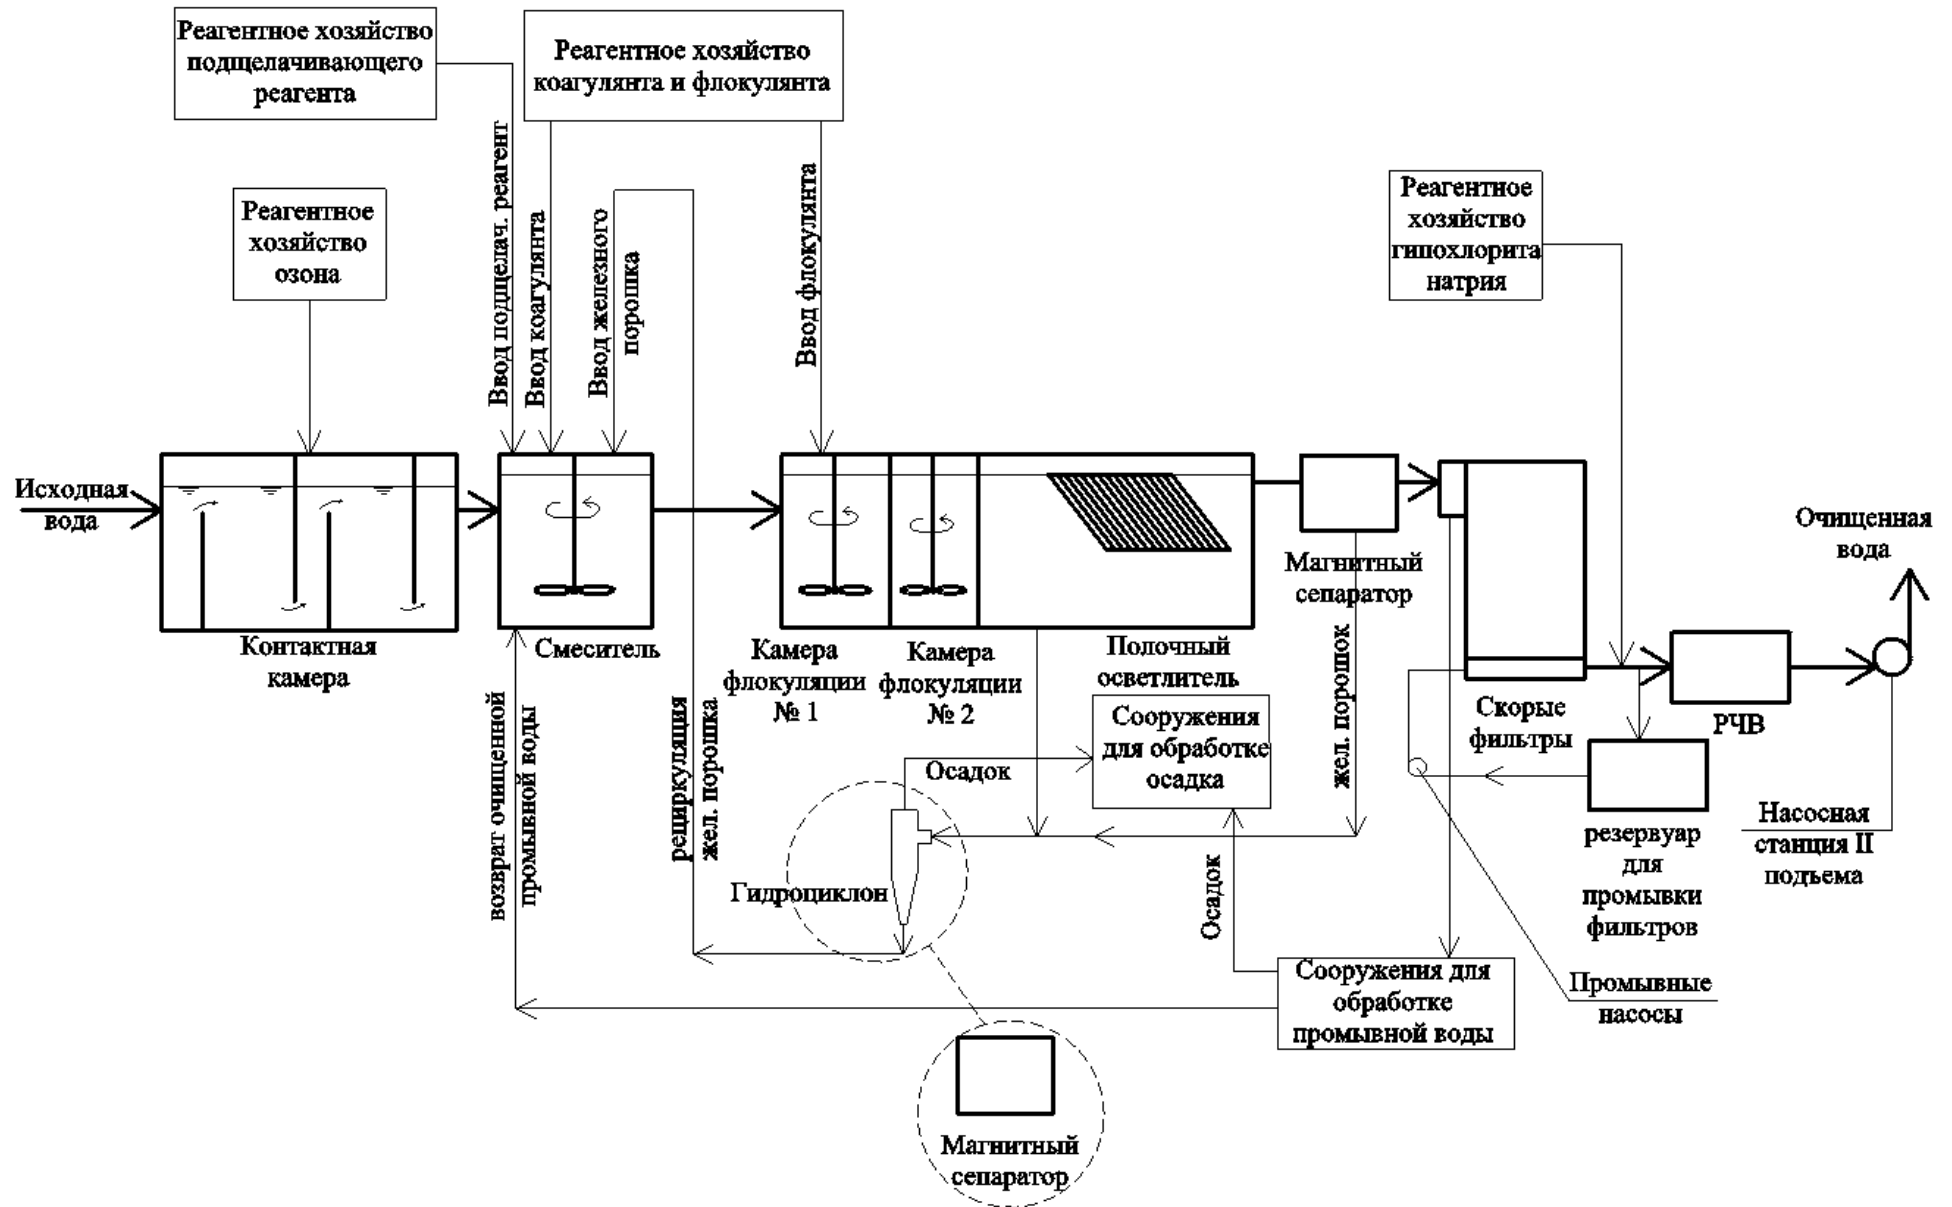 Реагентное хозяйство
подщелачивающего
реагента
Реагентное хозяйство
коагулянта и флокулянта
Реагентное
хозяйство
озона
Ввод подщелач. реагент
Ввод коагулянта
Ввод железного
порошка
Ввод флокулянта
Реагентное
хозяйство
гипохлорита
натрия
Исходная
вода
Контактная
камера
Смеситель
Камера
флокуляции
№ 1
Камера
флокуляции
№ 2
Полочный
осветлитель
Магнитный
сепаратор
Очищенная
вода
Скорые
фильтры
РЧВ
возврат очищенной
промывной воды
рециркуляция
жел. порошка
Осадок
Сооружения
для обработке
осадка
жел. порошок
Гидроциклон
Осадок
резервуар
для
промывки
фильтров
Насосная
станция II
подъема
Сооружения для
обработке
промывной воды
Промывные
насосы
Магнитный
сепаратор